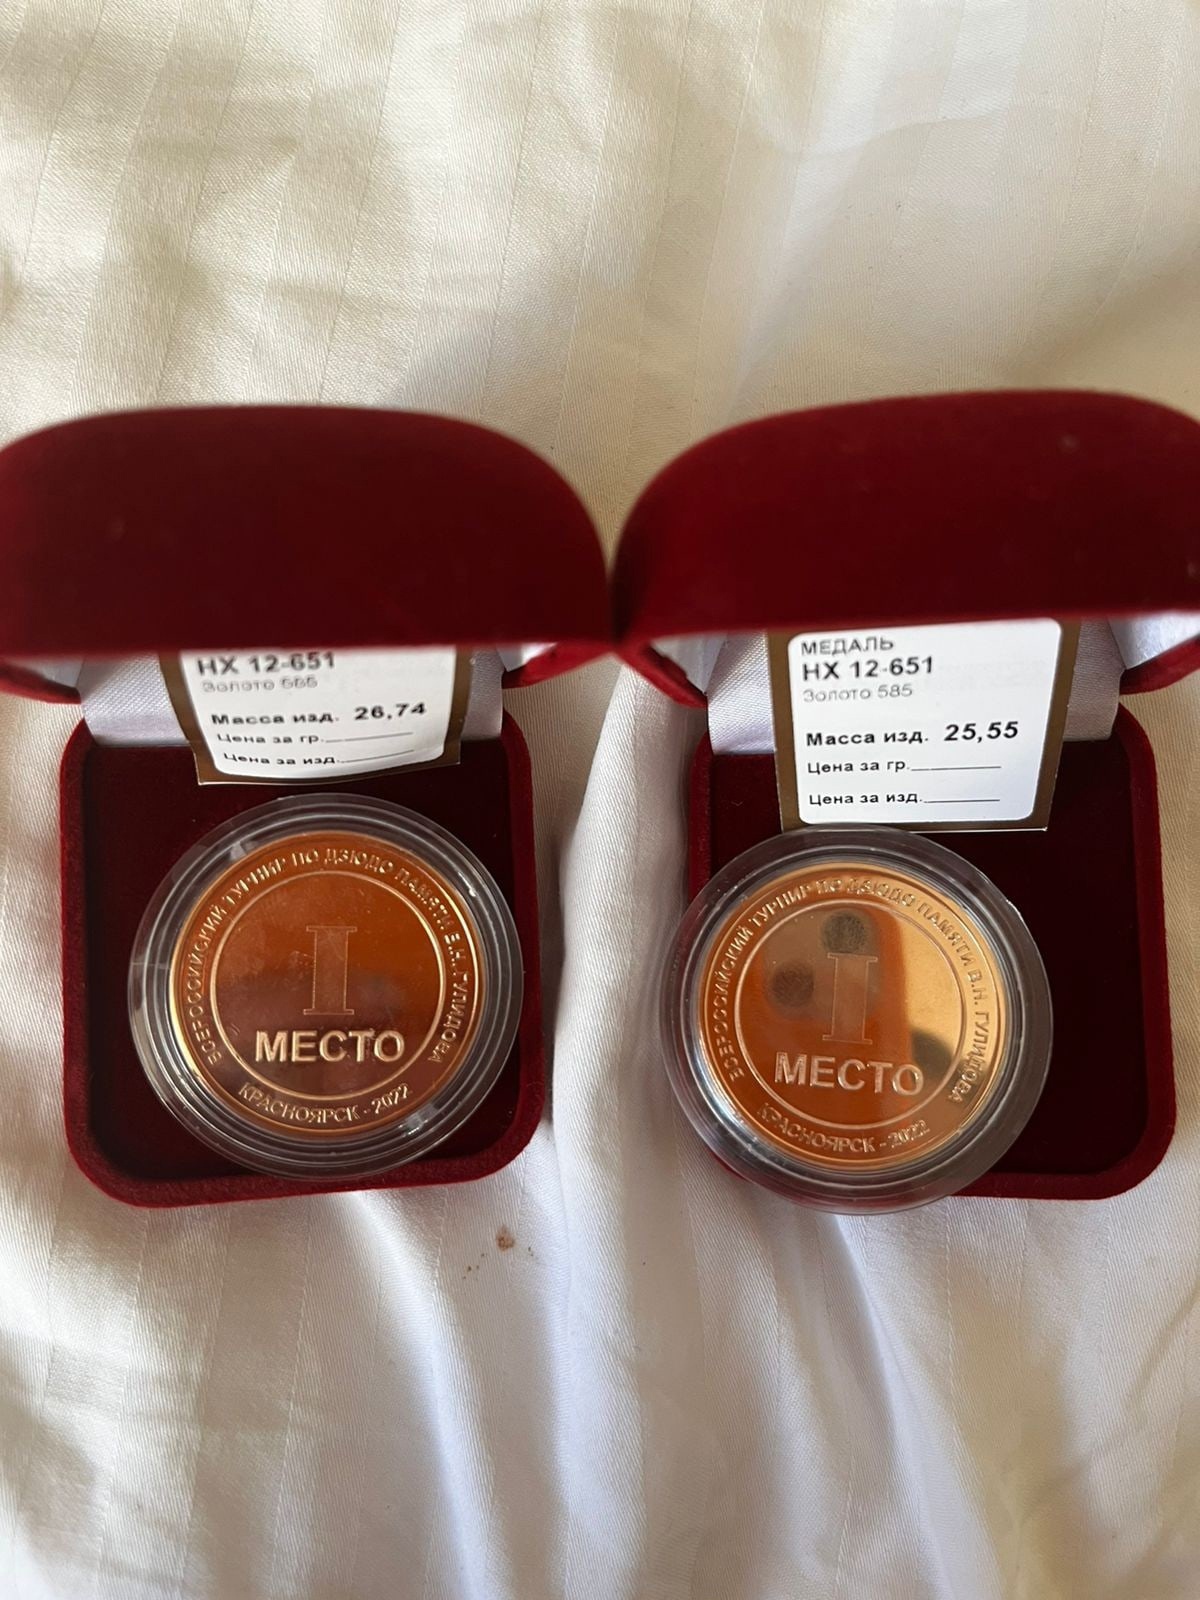 НХ 12-651
Золото 585
Масса изд. 26,74
Цена за гр.
Цена за изд.
ВСЕРОССИЙСКИЙ ТУРНИР ПО ДЗЮДО ПАМЯТИ В.Н. ГУЛИДОВА
I
МЕСТО
КРАСНОЯРСК - 2022
МЕДАЛЬ
НХ 12-651
Золото 585
Масса изд. 25,55
Цена за гр.
Цена за изд.
ВСЕРОССИЙСКИЙ ТУРНИР ПО ДЗЮДО ПАМЯТИ В.Н. ГУЛИДОВА
I
МЕСТО
КРАСНОЯРСК - 2022